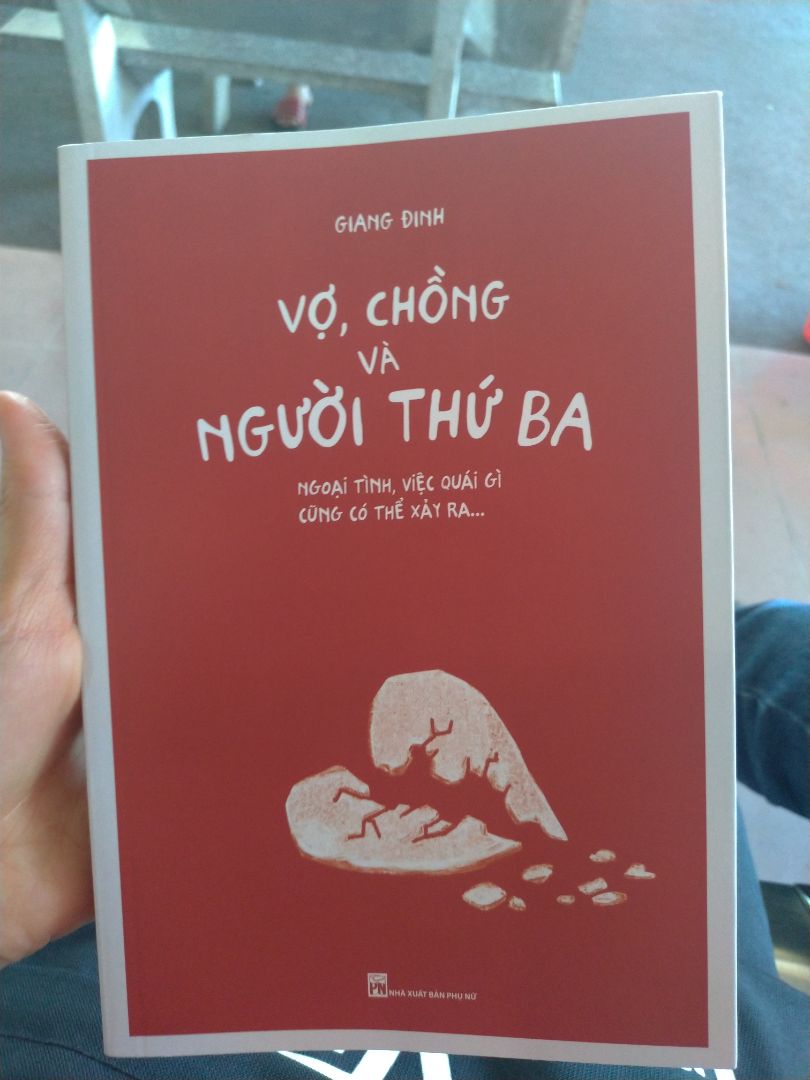 GIANG ĐINH
VỢ, CHỒNG
VÀ
NGƯỜI THỨ BA
NGOẠI TÌNH, VIỆC QUÁI GÌ
CŨNG CÓ THỂ XẢY RA...
PN NHÀ XUẤT BẢN PHỤ NỮ